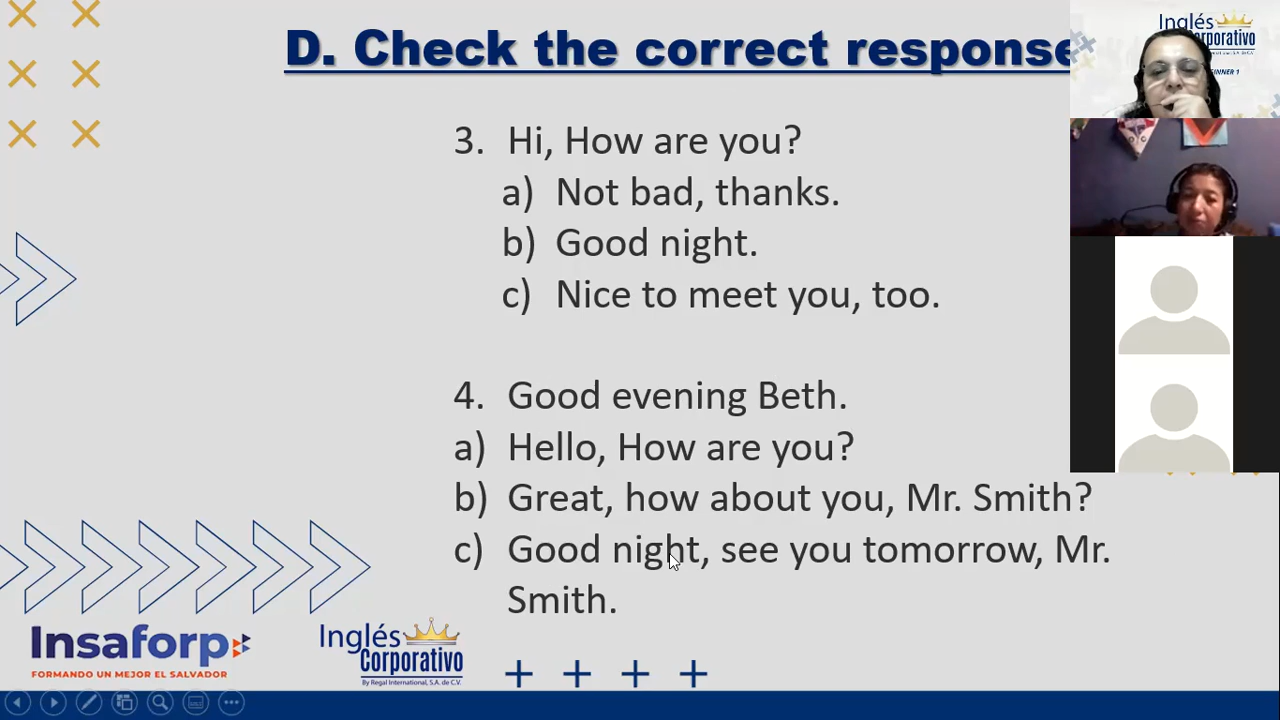 D. Check the correct response
Inglés
Corporativo
3. Hi, How are you?
a) Not bad, thanks.
b) Good night.
c) Nice to meet you, too.
4. Good evening Beth.
a) Hello, How are you?
b) Great, how about you, Mr. Smith?
c) Good night, see you tomorrow, Mr.
Smith.
Insaforp
FORMANDO UN MEJOR EL SALVADOR
Inglés
Corporativo
By Regal International, S.A. de C.V.